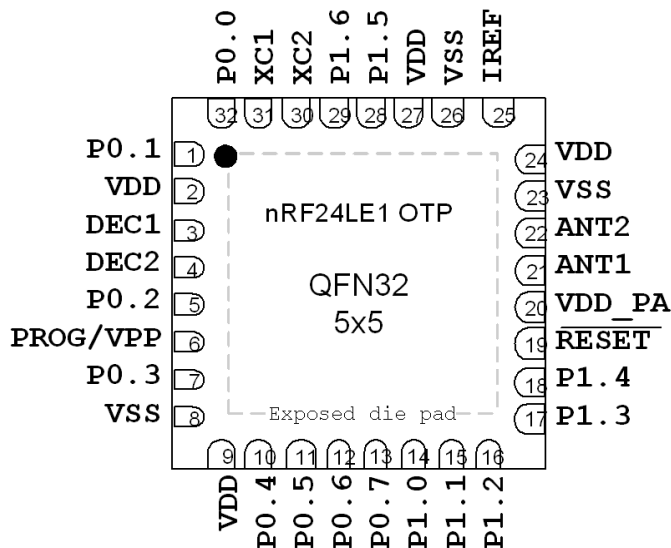 P0.0
XC1
XC2
P1.6
P1.5
VDD
VSS
IREF
32
31
30
29
28
27
26
25
P0.1
1
VDD
2
DEC1
3
DEC2
4
P0.2
5
PROG/VPP
6
P0.3
7
VSS
8
nRF24LE1 OTP
QFN32
5x5
Exposed die pad
24
VDD
23
VSS
22
ANT2
21
ANT1
20
VDD_PA
19
RESET
18
P1.4
17
P1.3
9
10
11
12
13
14
15
16
VDD
P0.4
P0.5
P0.6
P0.7
P1.0
P1.1
P1.2